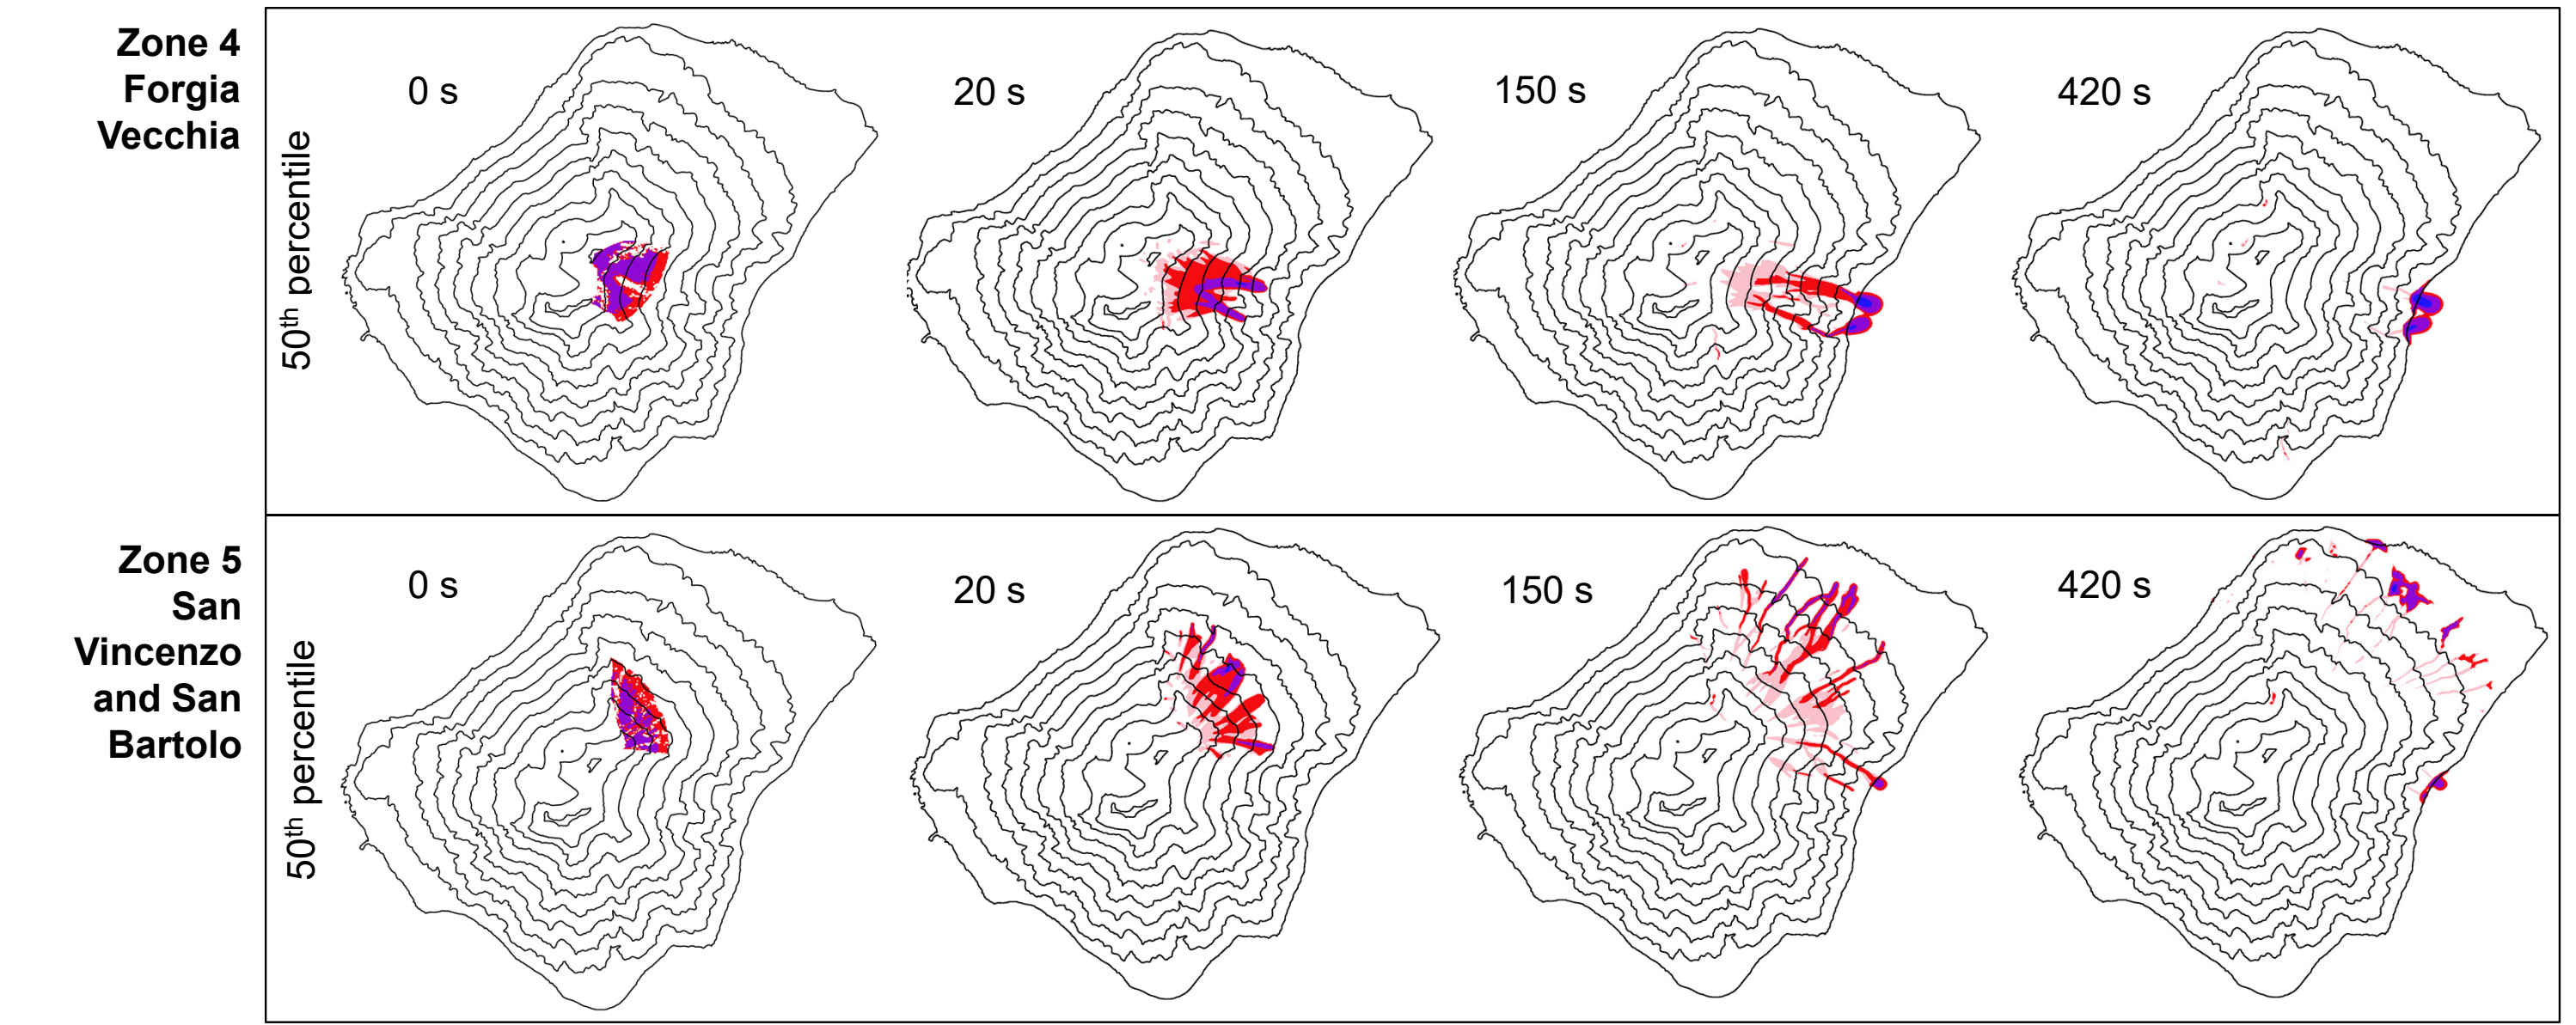 Zone 4
Forgia
Vecchia
50th percentile
0 s
20 s
150 s
420 s
Zone 5
San
Vincenzo
and San
Bartolo
50th percentile
0 s
20 s
150 s
420 s